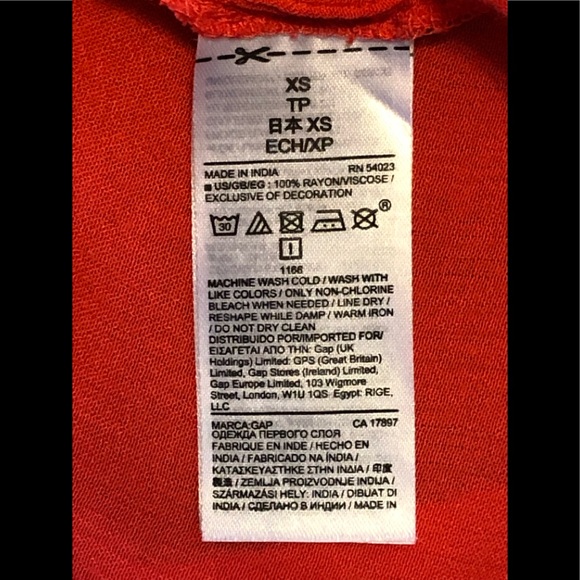 XS
TP
日本 XS
ECH/XP
MADE IN INDIA RN 54023
US/GB/EG : 100% RAYON/VISCOSE /
EXCLUSIVE OF DECORATION
30 ®
1166
MACHINE WASH COLD / WASH WITH
LIKE COLORS / ONLY NON-CHLORINE
BLEACH WHEN NEEDED / LINE DRY /
RESHAPE WHILE DAMP / WARM IRON
/ DO NOT DRY CLEAN
DISTRIBUIDO POR/IMPORTED FOR/
ΕΙΣΑΓΕΤΑΙ ΑΠΟ ΤΗΝ: Gap (UK
Holdings) Limited: GPS (Great Britain)
Limited, Gap Stores (Ireland) Limited,
Gap Europe Limited, 103 Wigmore
Street, London, W1U 1QS Egypt: RIGE,
LLC
MARCA:GAP CA 17897
ОДЕЖДА ПЕРВОГО СЛОЯ
FABRIQUE EN INDE / HECHO EN
INDIA / FABRICADO NA ÍNDIA /
ΚΑΤΑΣΚΕΥΑΣΤΗΚΕ ΣΤΗΝ ΙΝΔΙΑ / 印度
製造 / ZEMLJA PROIZVODNJE INDIJA /
SZÁRMAZÁSI HELY: INDIA / DIBUAT DI
INDIA / СДЕЛАНО В ИНДИИ / MADE IN